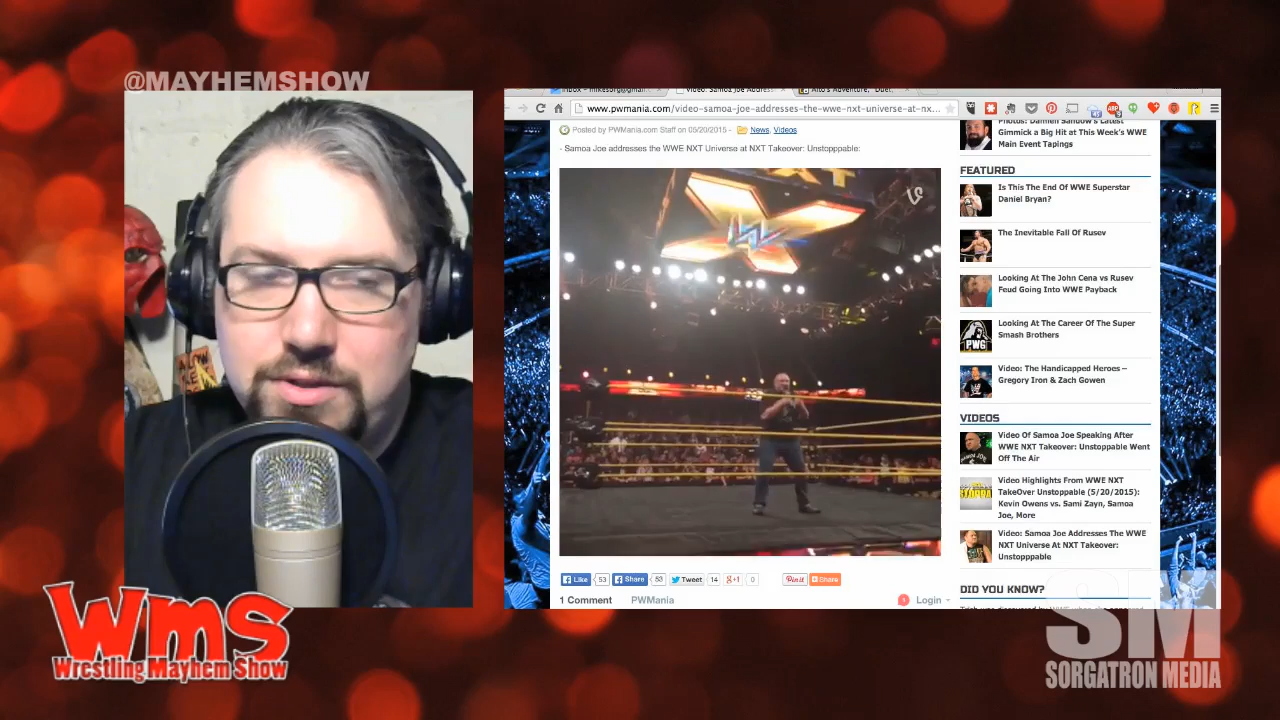 @MAYHEMSHOW
www.pwmania.com/video-samoa-joe-addresses-the-wwe-nxt-universe-at-nx...
Posted by PWMania.com Staff on 05/20/2015 - News, Videos
- Samoa Joe addresses the WWE NXT Universe at NXT Takeover: Unstopppable:
Photos: Damien Sandow's Latest
Gimmick a Big Hit at This Week's WWE
Main Event Tapings
FEATURED
Is This The End Of WWE Superstar
Daniel Bryan?
The Inevitable Fall Of Rusev
Looking At The John Cena vs Rusev
Feud Going Into WWE Payback
Looking At The Career Of The Super
Smash Brothers
PWG
Video: The Handicapped Heroes –
Gregory Iron & Zach Gowen
VIDEOS
Video Of Samoa Joe Speaking After
WWE NXT Takeover: Unstoppable Went
Off The Air
Video Highlights From WWE NXT
TakeOver Unstoppable (5/20/2015):
Kevin Owens vs. Sami Zayn, Samoa
Joe, More
Video: Samoa Joe Addresses The WWE
NXT Universe At NXT Takeover:
Unstopppable
DID YOU KNOW?
Like 53 Share 53 Tweet 14 g+1 0 Pinit Share
1 Comment PWMania Login
Wms
Wrestling Mayhem Show
SM
SORGATRON MEDIA